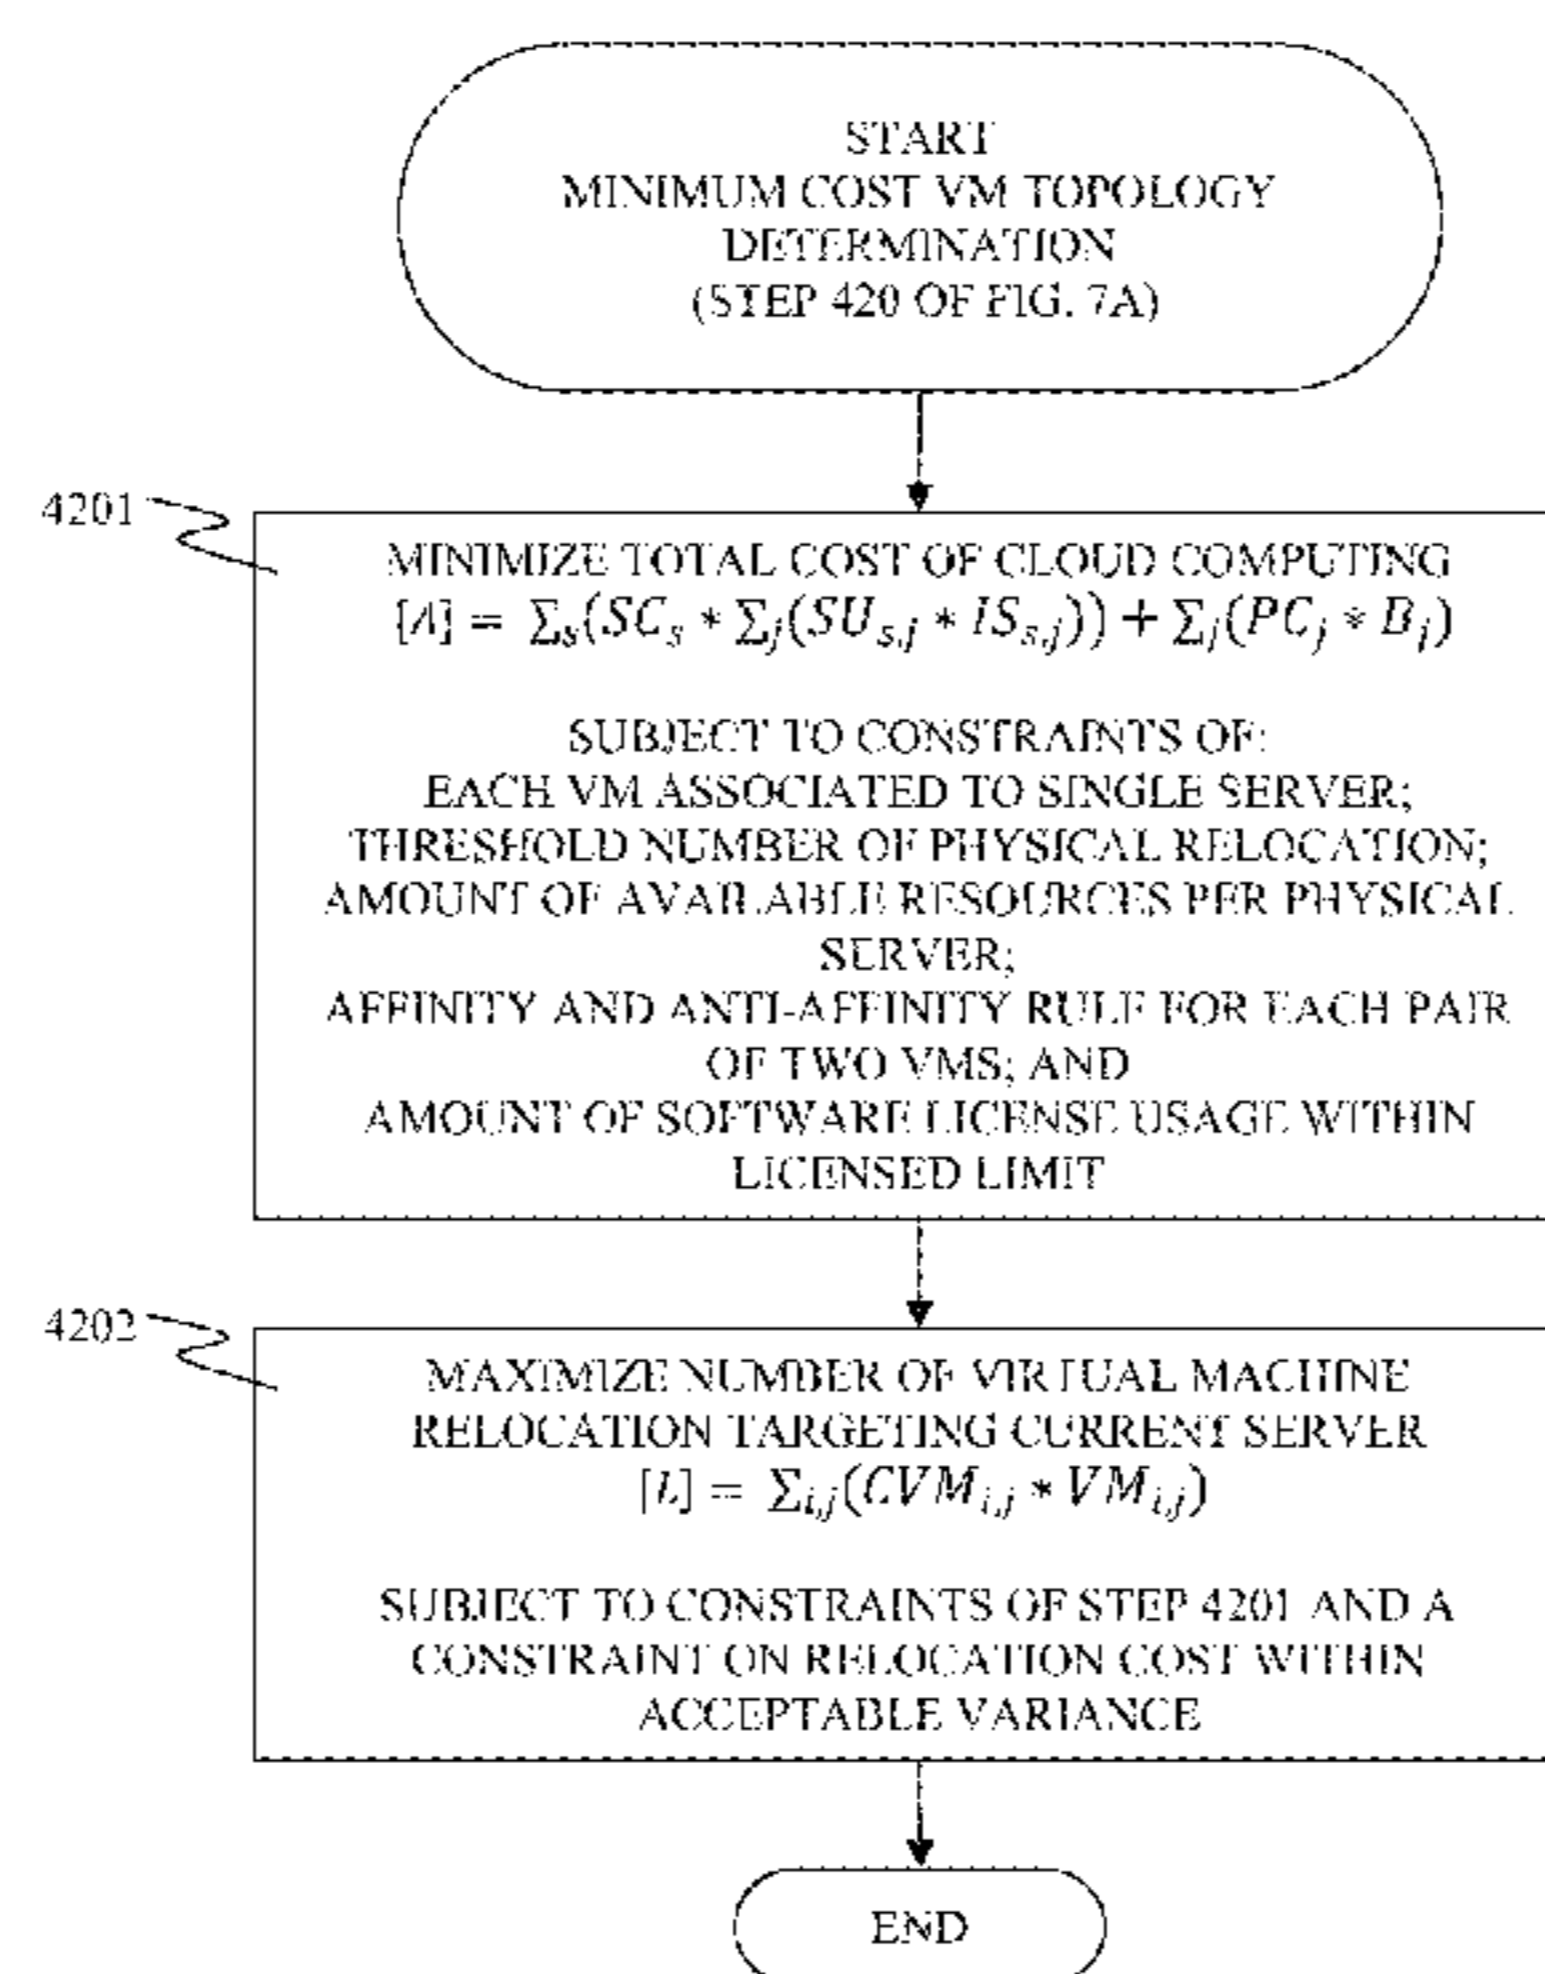 START
MINIMUM COST VM TOPOLOGY
DETERMINATION
(STEP 420 OF FIG. 7A)
4201
MINIMIZE TOTAL COST OF CLOUD COMPUTING
[A] = ∑s(SCs * ∑j(SUs,j * ISs,j)) + ∑j(PCj * Bj)
SUBJECT TO CONSTRAINTS OF:
EACH VM ASSOCIATED TO SINGLE SERVER;
THRESHOLD NUMBER OF PHYSICAL RELOCATION;
AMOUNT OF AVAILABLE RESOURCES PER PHYSICAL
SERVER;
AFFINITY AND ANTI-AFFINITY RULE FOR EACH PAIR
OF TWO VMS; AND
AMOUNT OF SOFTWARE LICENSE USAGE WITHIN
LICENSED LIMIT
4202
MAXIMIZE NUMBER OF VIRTUAL MACHINE
RELOCATION TARGETING CURRENT SERVER
[L] = ∑i,j(CVMi,j * VMi,j)
SUBJECT TO CONSTRAINTS OF STEP 4201 AND A
CONSTRAINT ON RELOCATION COST WITHIN
ACCEPTABLE VARIANCE
END